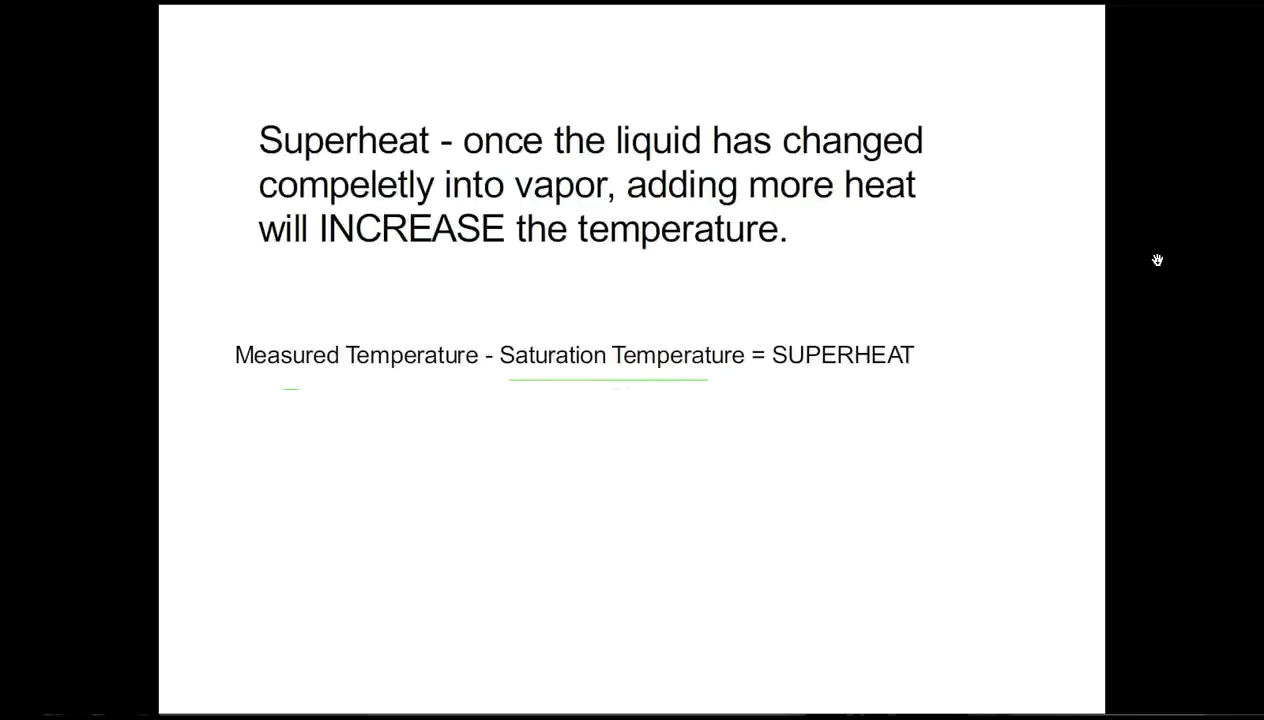 Superheat - once the liquid has changed
compeletly into vapor, adding more heat
will INCREASE the temperature.
Measured Temperature - Saturation Temperature = SUPERHEAT